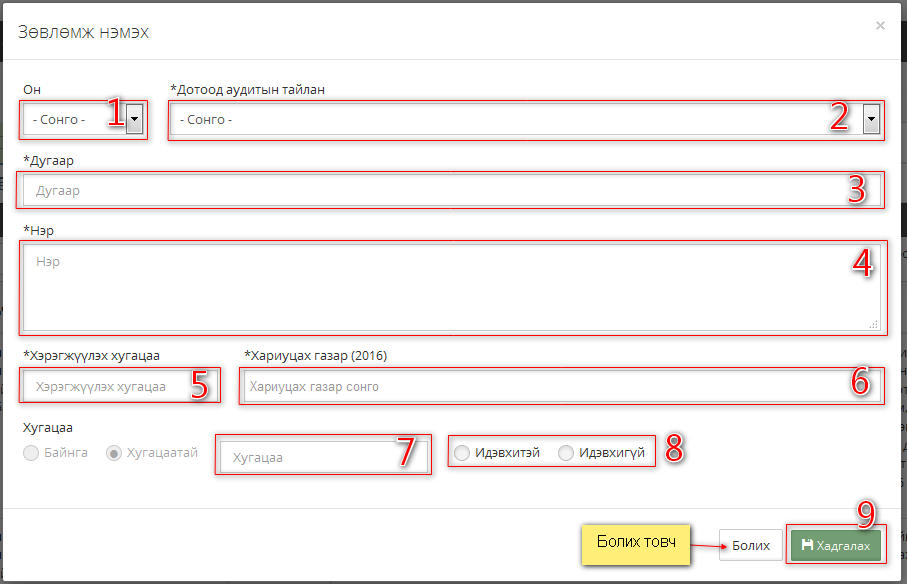 Зөвлөмж нэмэх ×
Он *Дотоод аудитын тайлан
- Сонго - 1 - Сонго - 2
*Дугаар
Дугаар 3
*Нэр
Нэр 4
*Хэрэгжүүлэх хугацаа *Хариуцах газар (2016)
Хэрэгжүүлэх хугацаа 5 Хариуцах газар сонго 6
Хугацаа
Байнга Хугацаатай Хугацаа 7 Идэвхитэй Идэвхигүй 8
Болих товч Болих Хадгалах 9